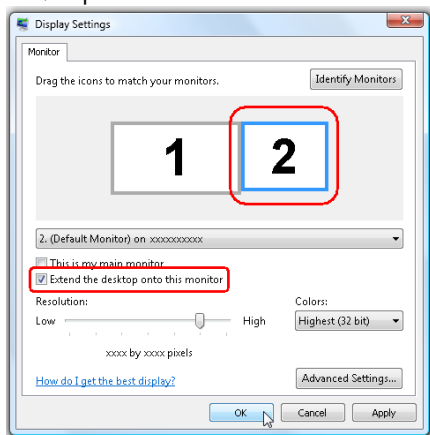 Display Settings
Monitor
Drag the icons to match your monitors.
Identify Monitors
1
2
2. (Default Monitor) on xxxxxxxxxx
This is my main monitor
Extend the desktop onto this monitor
Resolution:
Colors:
Low
High
Highest (32 bit)
xxxx by xxxx pixels
How do I get the best display?
Advanced Settings...
OK
Cancel
Apply